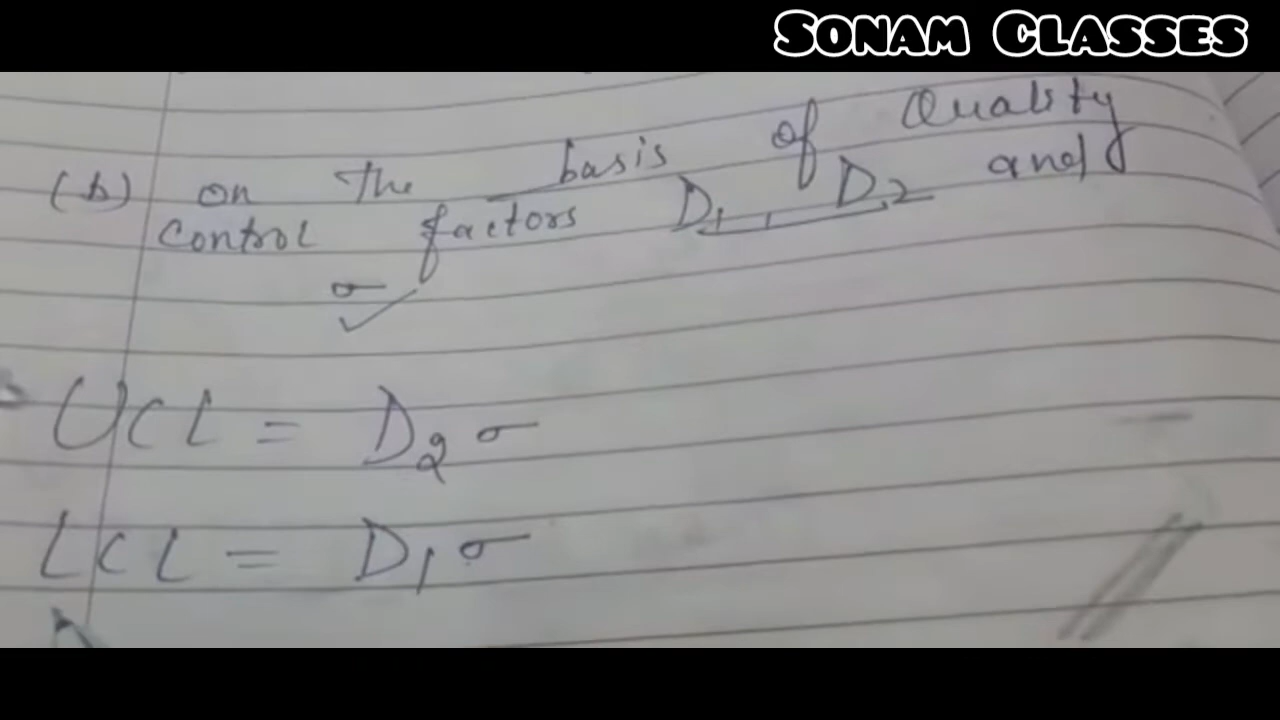 SONAM CLASSES
(b) on the basis of Quality
control factors D1, D2 and
σ
UCL = D2 σ
LCL = D1 σ